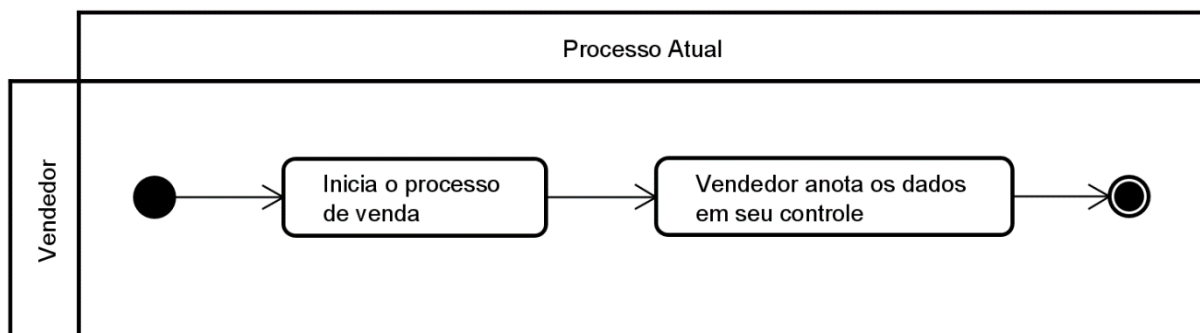 Processo Atual
Vendedor
Inicia o processo
de venda
Vendedor anota os dados
em seu controle